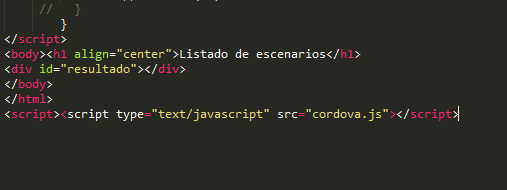 //   }
}
</script>
<body><h1 align="center">Listado de escenarios</h1>
<div id="resultado"></div>
</body>
</html>
<script><script type="text/javascript" src="cordova.js"></script>